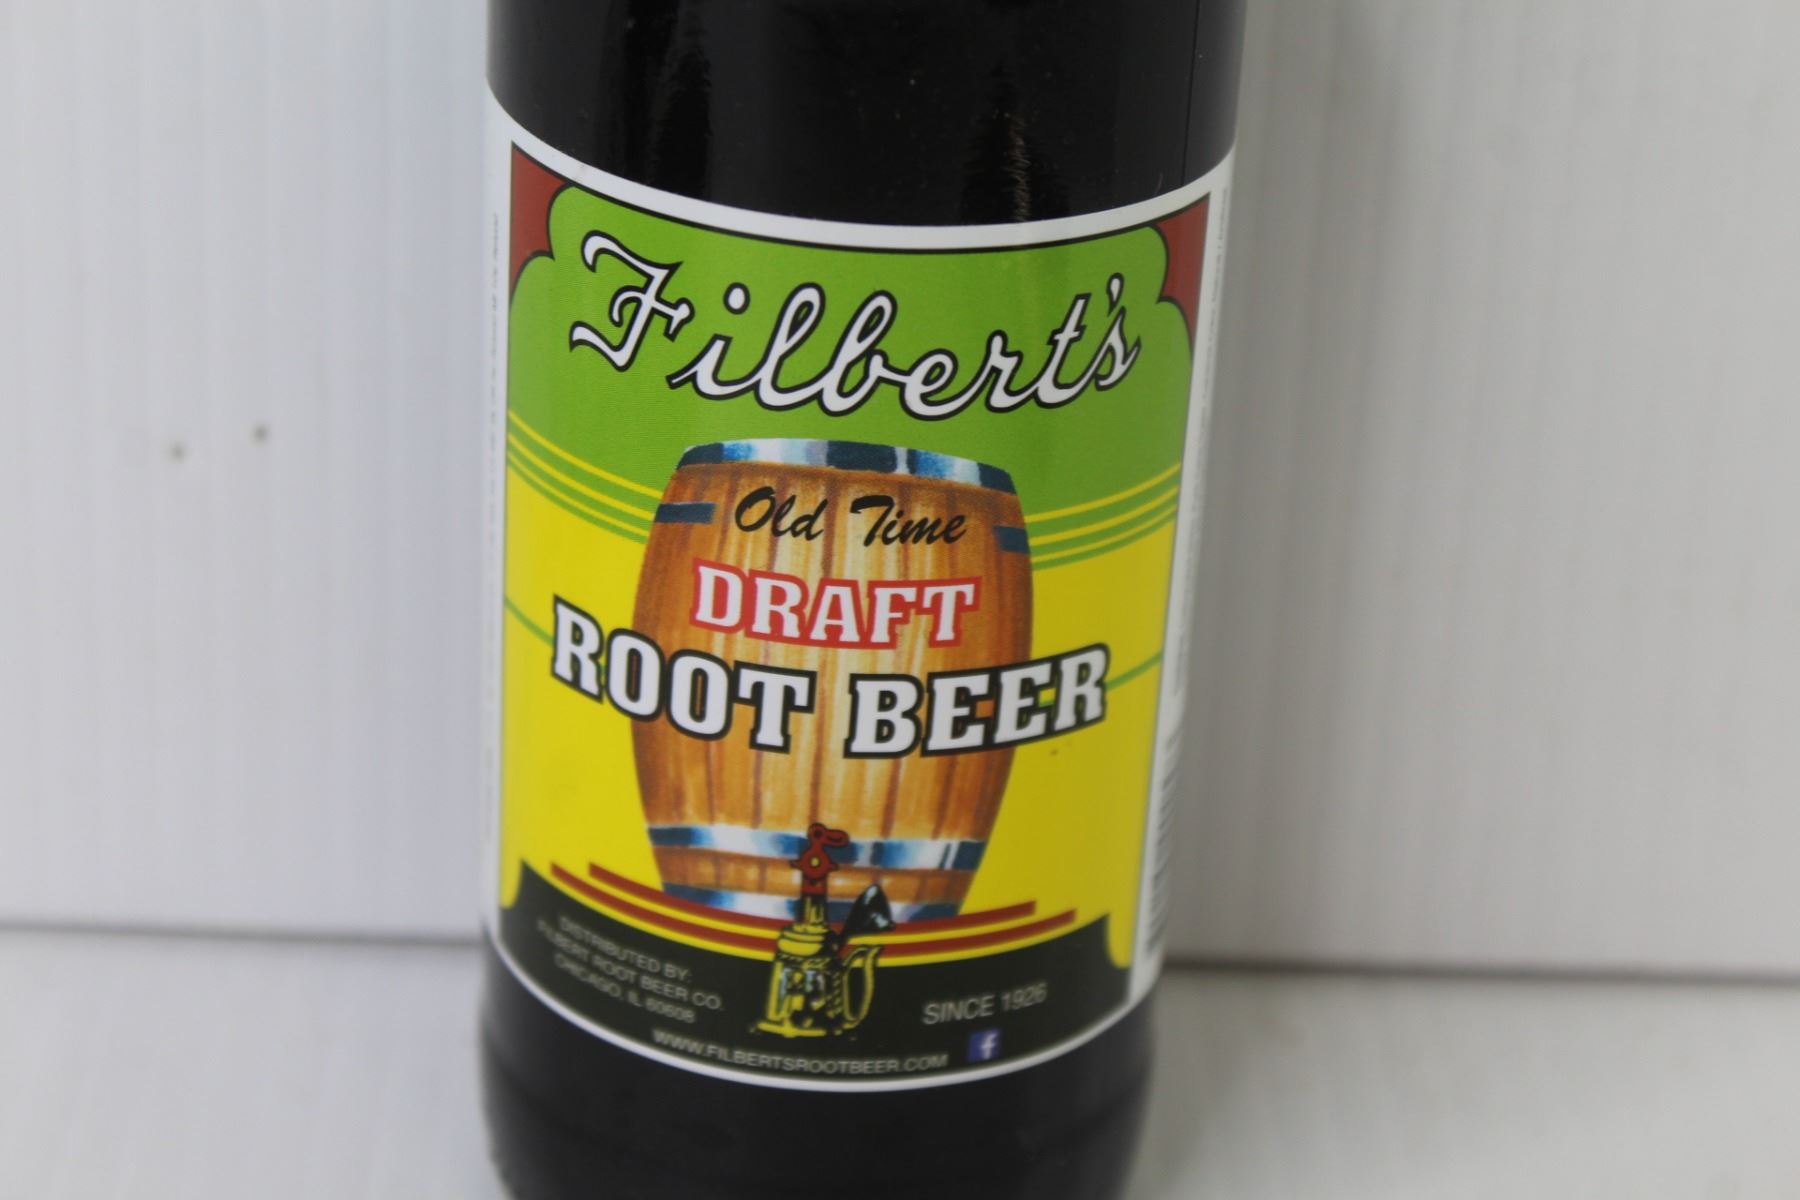 Filbert's
Old Time
DRAFT
ROOT BEER
DISTRIBUTED BY:
FILBERT ROOT BEER CO.
CHICAGO, IL 60608
SINCE 1926
WWW.FILBERTSROOTBEER.COM
f